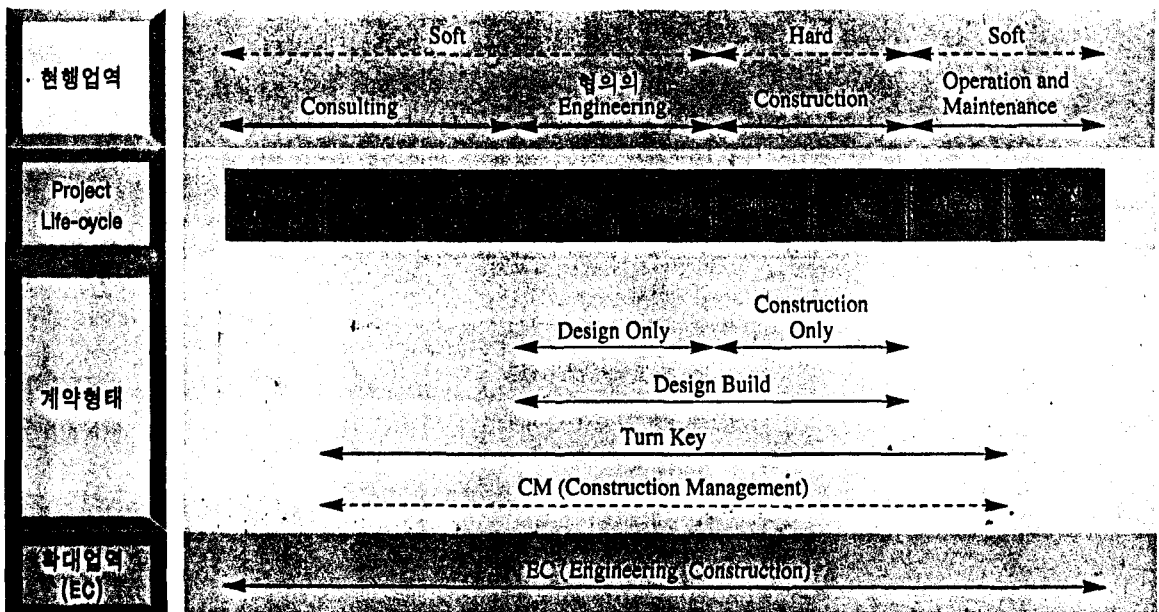 Soft
Hard
Soft
현행업역
Consulting
협의의
Engineering
Construction
Operation and
Maintenance
Project
Life-cycle
계약형태
Design Only
Construction
Only
Design Build
Turn Key
CM (Construction Management)
확대업역
(EC)
EC (Engineering Construction)